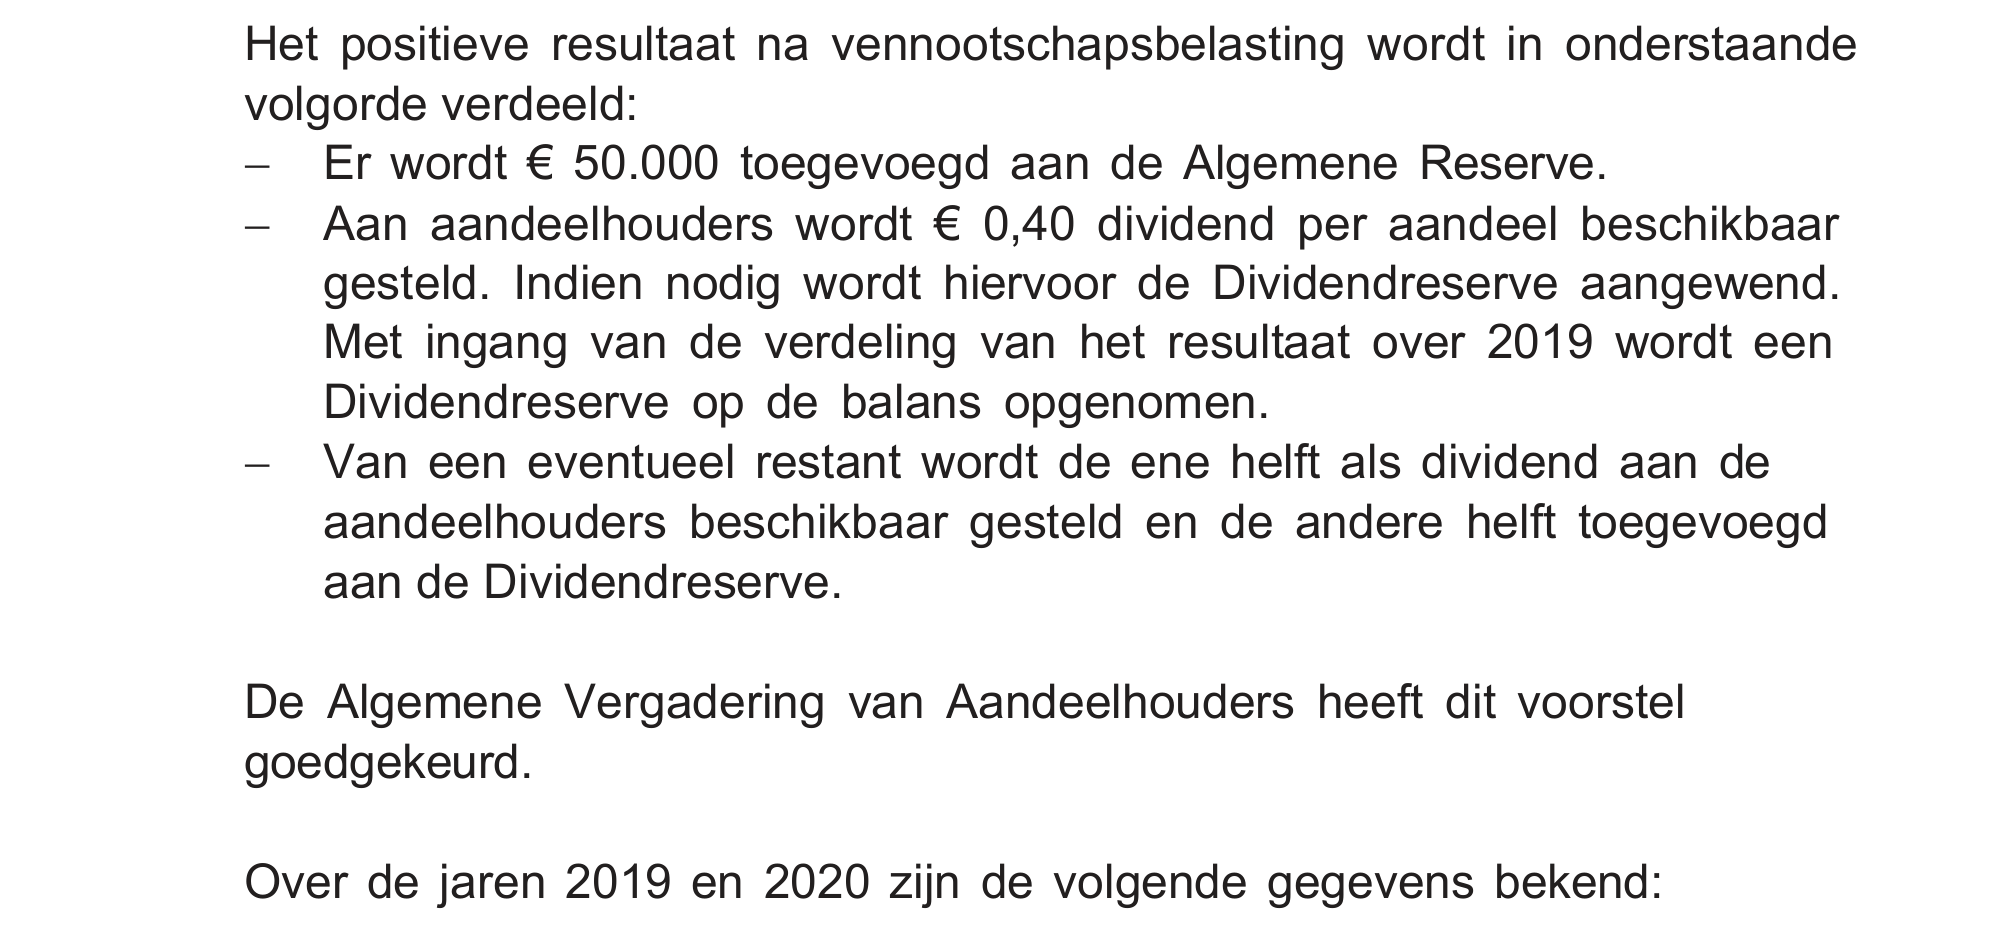 Het positieve resultaat na vennootschapsbelasting wordt in onderstaande
volgorde verdeeld:
– Er wordt € 50.000 toegevoegd aan de Algemene Reserve.
– Aan aandeelhouders wordt € 0,40 dividend per aandeel beschikbaar
gesteld. Indien nodig wordt hiervoor de Dividendreserve aangewend.
Met ingang van de verdeling van het resultaat over 2019 wordt een
Dividendreserve op de balans opgenomen.
– Van een eventueel restant wordt de ene helft als dividend aan de
aandeelhouders beschikbaar gesteld en de andere helft toegevoegd
aan de Dividendreserve.
De Algemene Vergadering van Aandeelhouders heeft dit voorstel
goedgekeurd.
Over de jaren 2019 en 2020 zijn de volgende gegevens bekend: